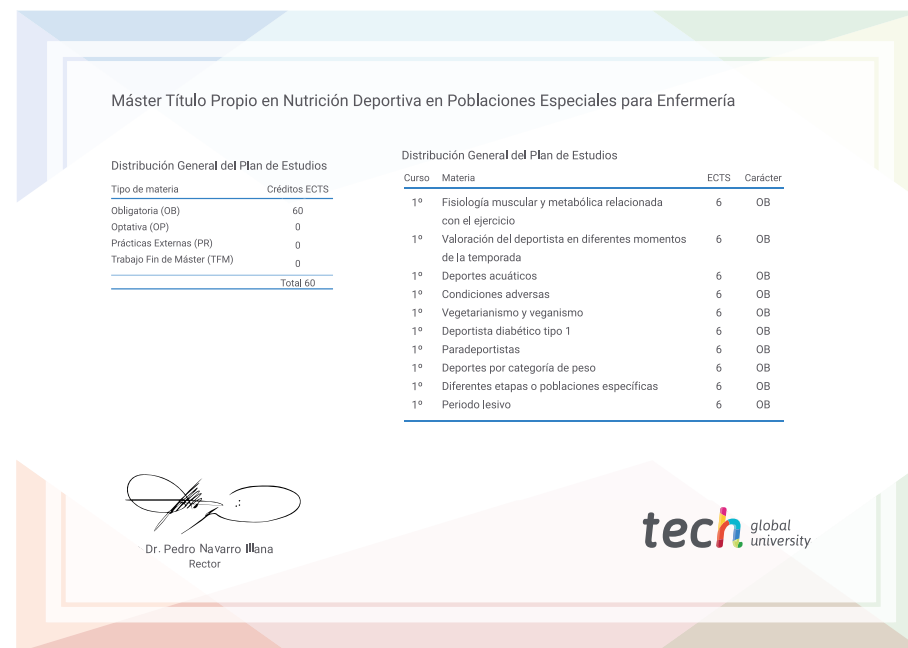 Máster Título Propio en Nutrición Deportiva en Poblaciones Especiales para Enfermería
Distribución General del Plan de Estudios
Tipo de materia Créditos ECTS
Obligatoria (OB) 60
Optativa (OP) 0
Prácticas Externas (PR) 0
Trabajo Fin de Máster (TFM) 0
Total 60
Distribución General del Plan de Estudios
Curso Materia ECTS Carácter
1º Fisiología muscular y metabólica relacionada 6 OB
con el ejercicio
1º Valoración del deportista en diferentes momentos 6 OB
de la temporada
1º Deportes acuáticos 6 OB
1º Condiciones adversas 6 OB
1º Vegetarianismo y veganismo 6 OB
1º Deportista diabético tipo 1 6 OB
1º Paradeportistas 6 OB
1º Deportes por categoría de peso 6 OB
1º Diferentes etapas o poblaciones específicas 6 OB
1º Periodo lesivo 6 OB
Dr. Pedro Navarro Illana
Rector
tech global
university